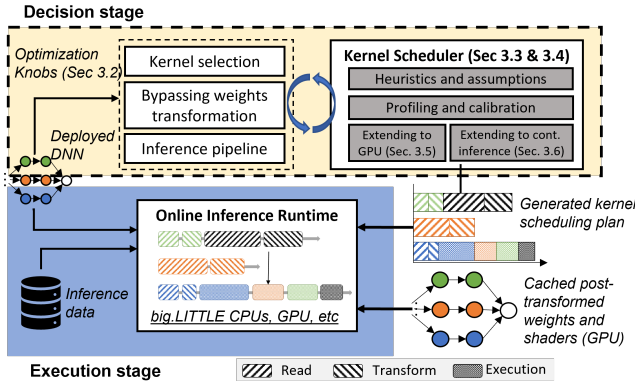 Decision stage
Optimization
Knobs (Sec 3.2)
Kernel selection
Bypassing weights
transformation
Inference pipeline
Kernel Scheduler (Sec 3.3 & 3.4)
Heuristics and assumptions
Profiling and calibration
Extending to
GPU (Sec. 3.5)
Extending to cont.
inference (Sec. 3.6)
Deployed
DNN
Online Inference Runtime
big.LITTLE CPUs, GPU, etc
Inference
data
Generated kernel
scheduling plan
Cached post-
transformed
weights and
shaders (GPU)
Execution stage
Read
Transform
Execution